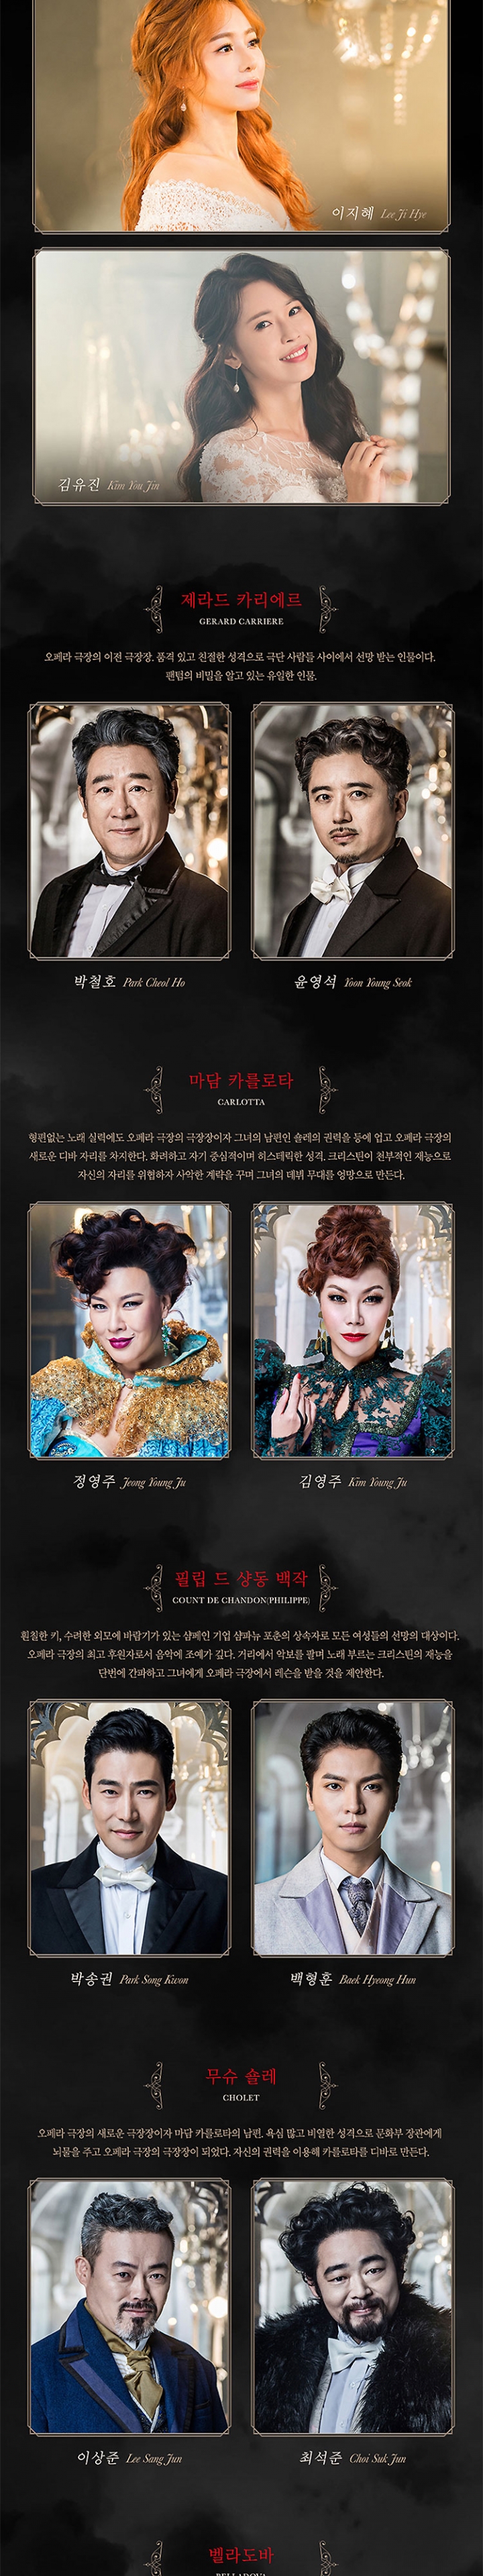 이지혜 Lee Ji Hye
김유진 Kim You Jin
제라드 카리에르
GERARD CARRIERE
오페라 극장의 이전 극장장. 품격 있고 친절한 성격으로 극단 사람들 사이에서 선망 받는 인물이다.
팬텀의 비밀을 알고 있는 유일한 인물.
박철호 Park Cheol Ho
윤영석 Yoon Young Seok
마담 카를로타
CARLOTTA
형편없는 노래 실력에도 오페라 극장의 극장장이자 그녀의 남편인 숄레의 권력을 등에 업고 오페라 극장의
새로운 디바 자리를 차지한다. 화려하고 자기 중심적이며 히스테릭한 성격. 크리스틴이 천부적인 재능으로
자신의 자리를 위협하자 사악한 계략을 꾸며 그녀의 데뷔 무대를 엉망으로 만든다.
정영주 Jeong Young Ju
김영주 Kim Young Ju
필립 드 샹동 백작
COUNT DE CHANDON(PHILIPPE)
훤칠한 키, 수려한 외모에 바람기가 있는 샴페인 기업 샴파뉴 포춘의 상속자로 모든 여성들의 선망의 대상이다.
오페라 극장의 최고 후원자로서 음악에 조예가 깊다. 거리에서 악보를 팔며 노래 부르는 크리스틴의 재능을
단번에 간파하고 그녀에게 오페라 극장에서 레슨을 받을 것을 제안한다.
박송권 Park Song Kwon
백형훈 Baek Hyeong Hun
무슈 숄레
CHOLET
오페라 극장의 새로운 극장장이자 마담 카를로타의 남편. 욕심 많고 비열한 성격으로 문화부 장관에게
뇌물을 주고 오페라 극장의 극장장이 되었다. 자신의 권력을 이용해 카를로타를 디바로 만든다.
이상준 Lee Sang Jun
최석준 Choi Suk Jun
벨라도바
BELLADOVA